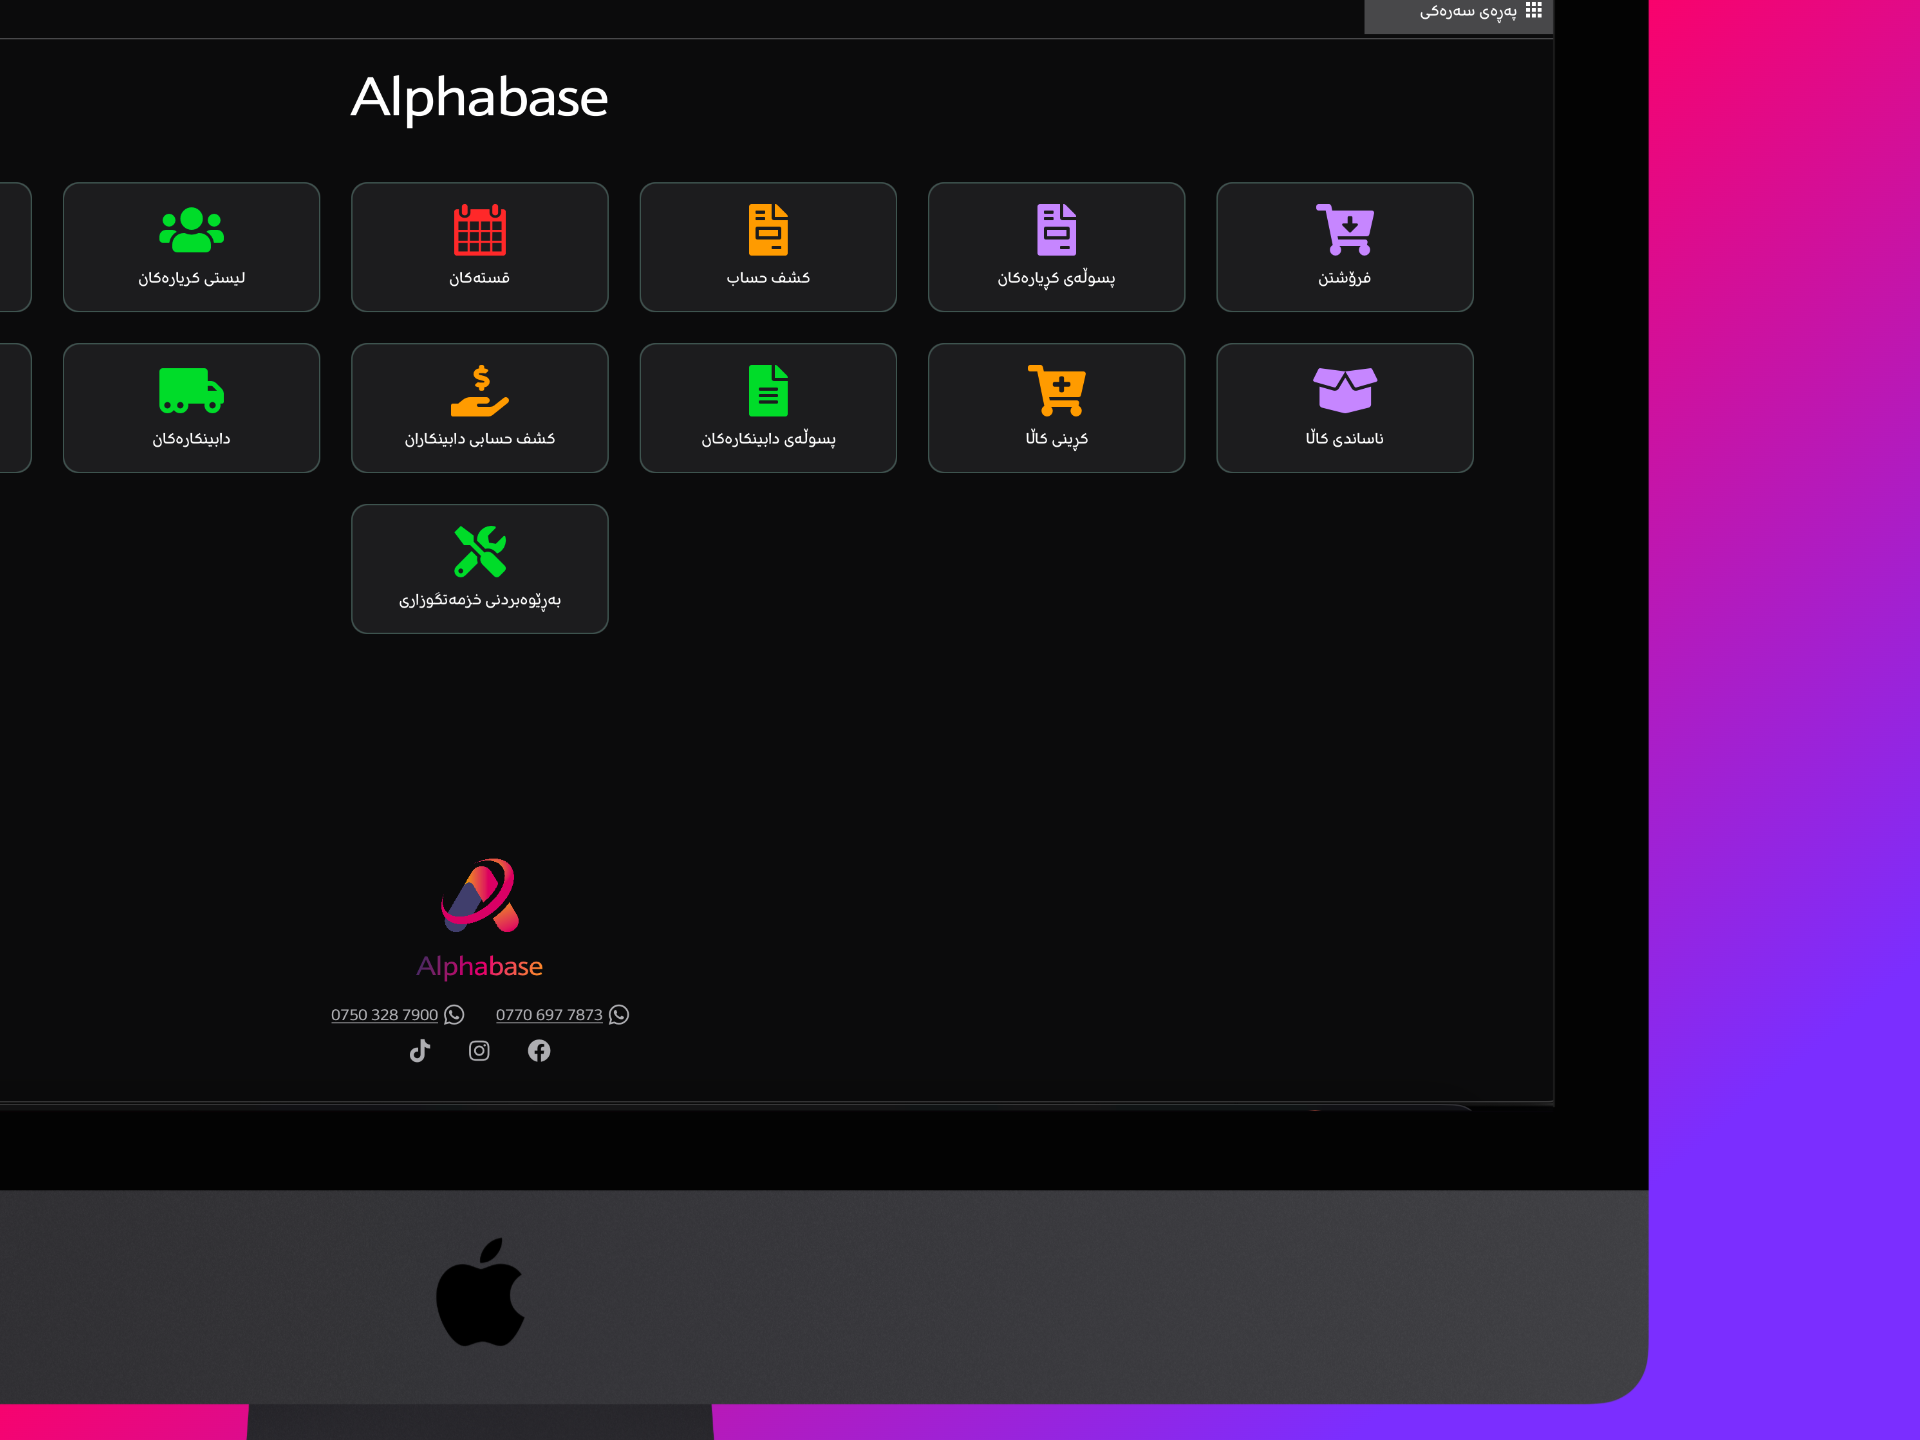 پەڕەی سەرەکی
Alphabase
فرۆشتن
پسوڵەی کڕیارەکان
کشف حساب
قستەکان
لیستی کریارەکان
ناساندی کاڵا
کڕینی کاڵا
پسوڵەی دابینکارەکان
کشف حسابی دابینکاران
دابینکارەکان
بەڕێوەبردنی خزمەتگوزاری
Alphabase
0750 328 7900 0770 697 7873